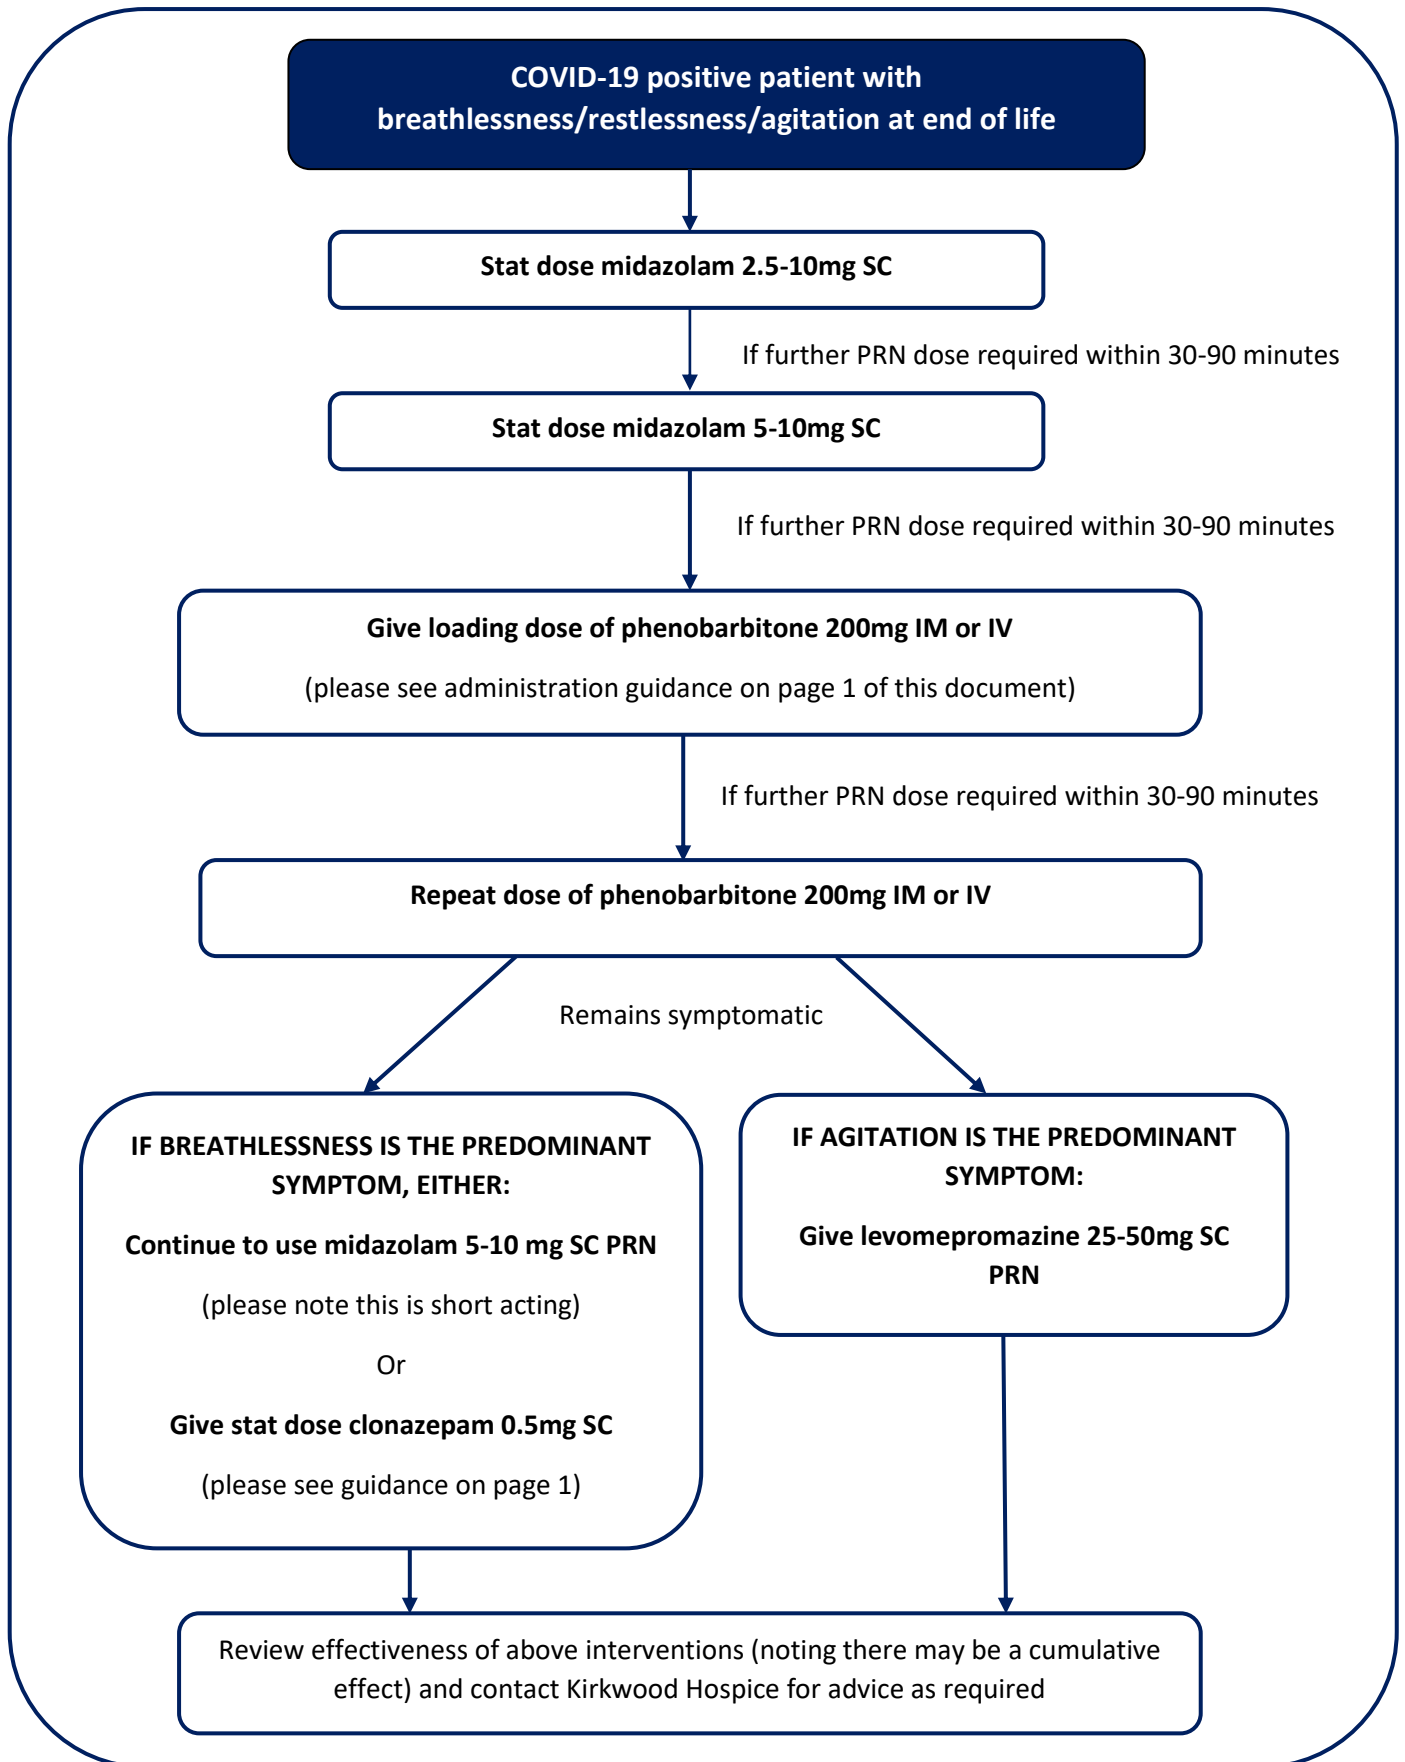 COVID-19 positive patient with
breathlessness/restlessness/agitation at end of life
Stat dose midazolam 2.5-10mg SC
If further PRN dose required within 30-90 minutes
Stat dose midazolam 5-10mg SC
If further PRN dose required within 30-90 minutes
Give loading dose of phenobarbitone 200mg IM or IV
(please see administration guidance on page 1 of this document)
If further PRN dose required within 30-90 minutes
Repeat dose of phenobarbitone 200mg IM or IV
Remains symptomatic
IF BREATHLESSNESS IS THE PREDOMINANT
SYMPTOM, EITHER:
Continue to use midazolam 5-10 mg SC PRN
(please note this is short acting)
Or
Give stat dose clonazepam 0.5mg SC
(please see guidance on page 1)
IF AGITATION IS THE PREDOMINANT
SYMPTOM:
Give levomepromazine 25-50mg SC
PRN
Review effectiveness of above interventions (noting there may be a cumulative
effect) and contact Kirkwood Hospice for advice as required